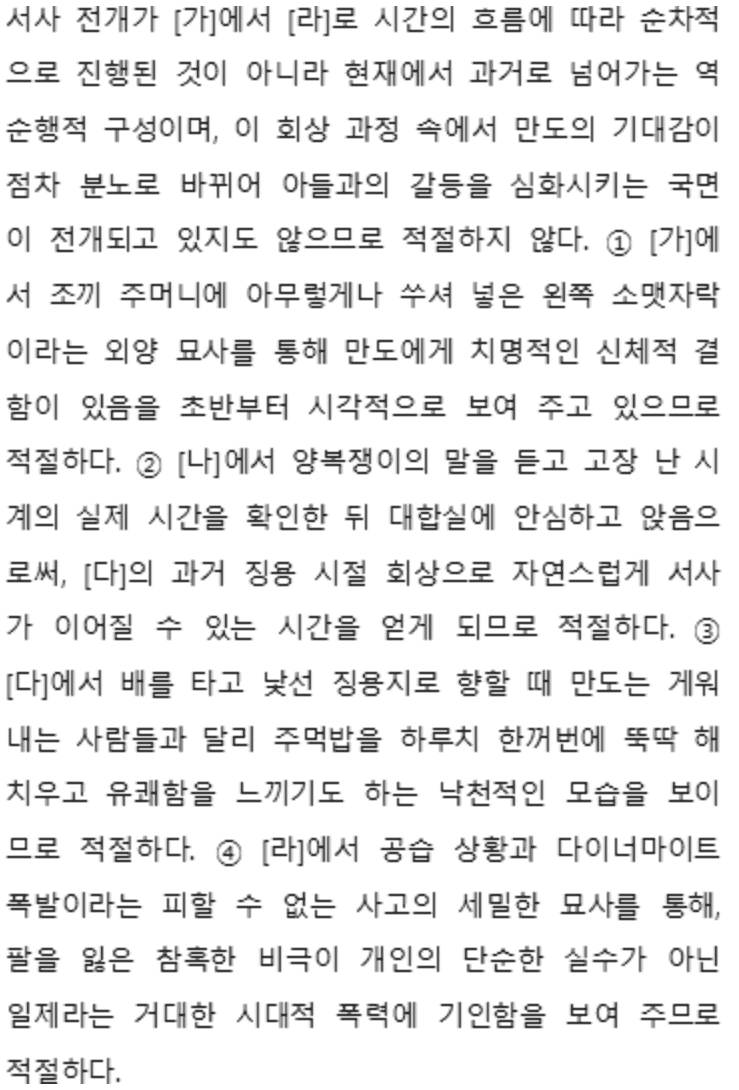 서사 전개가 [가]에서 [라]로 시간의 흐름에 따라 순차적
으로 진행된 것이 아니라 현재에서 과거로 넘어가는 역
순행적 구성이며, 이 회상 과정 속에서 만도의 기대감이
점차 분노로 바뀌어 아들과의 갈등을 심화시키는 국면
이 전개되고 있지도 않으므로 적절하지 않다. ① [가]에
서 조끼 주머니에 아무렇게나 쑤셔 넣은 왼쪽 소맷자락
이라는 외양 묘사를 통해 만도에게 치명적인 신체적 결
함이 있음을 초반부터 시각적으로 보여 주고 있으므로
적절하다. ② [나]에서 양복쟁이의 말을 듣고 고장 난 시
계의 실제 시간을 확인한 뒤 대합실에 안심하고 앉음으
로써, [다]의 과거 징용 시절 회상으로 자연스럽게 서사
가 이어질 수 있는 시간을 얻게 되므로 적절하다. ③
[다]에서 배를 타고 낯선 징용지로 향할 때 만도는 게워
내는 사람들과 달리 주먹밥을 하루치 한꺼번에 뚝딱 해
치우고 유쾌함을 느끼기도 하는 낙천적인 모습을 보이
므로 적절하다. ④ [라]에서 공습 상황과 다이너마이트
폭발이라는 피할 수 없는 사고의 세밀한 묘사를 통해,
팔을 잃은 참혹한 비극이 개인의 단순한 실수가 아닌
일제라는 거대한 시대적 폭력에 기인함을 보여 주므로
적절하다.